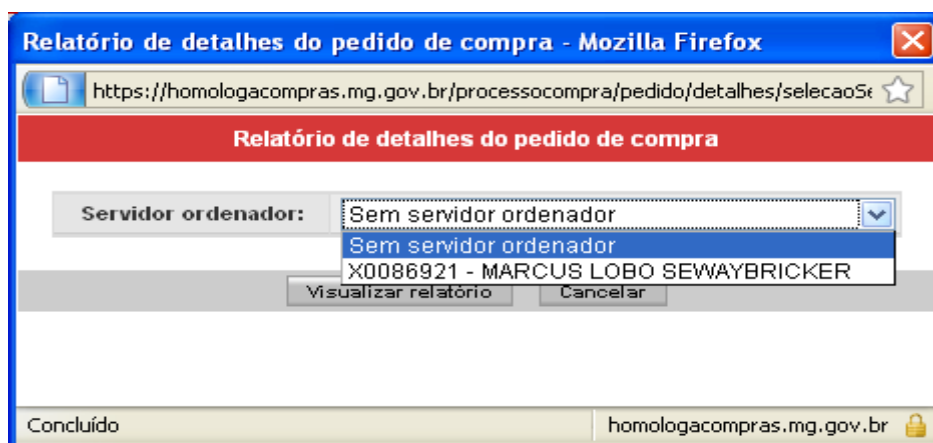 Relatório de detalhes do pedido de compra - Mozilla Firefox
https://homologacompras.mg.gov.br/processocompra/pedido/detalhes/selecaoSe
Relatório de detalhes do pedido de compra
Servidor ordenador: Sem servidor ordenador
Sem servidor ordenador
X0086921 - MARCUS LOBO SEWAYBRICKER
Visualizar relatório Cancelar
Concluído homologacompras.mg.gov.br